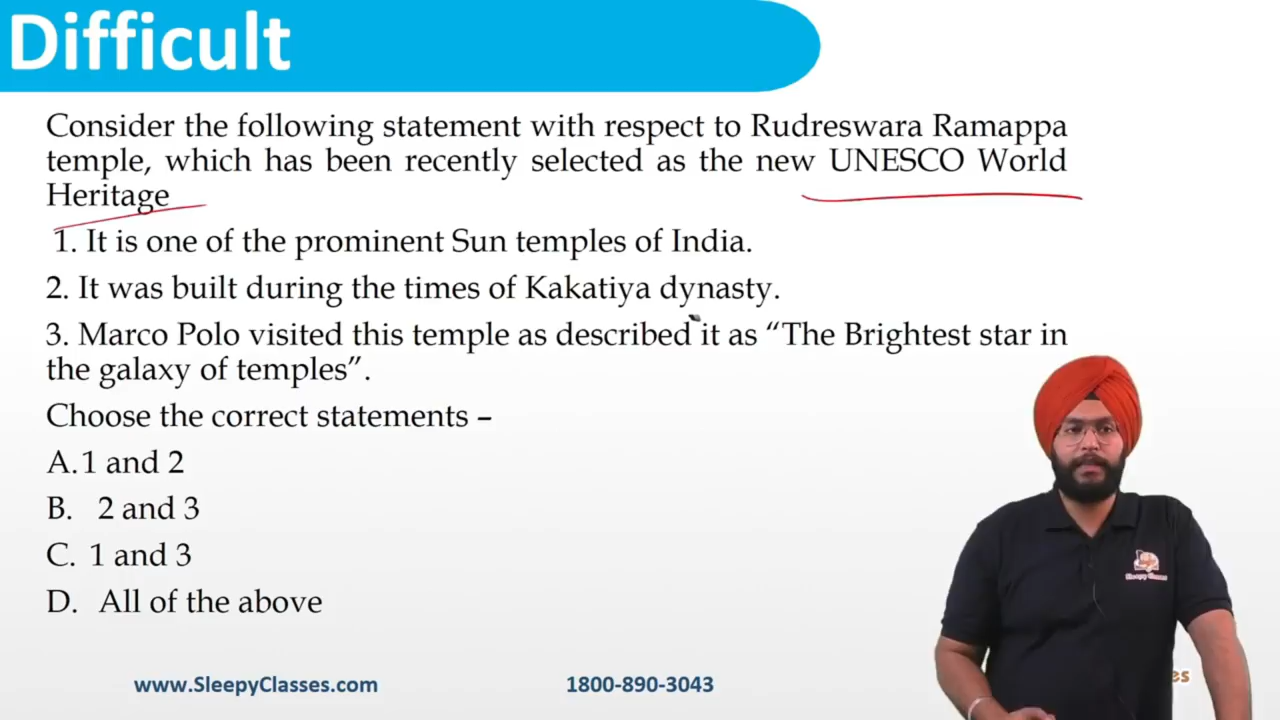 Difficult
Consider the following statement with respect to Rudreswara Ramappa
temple, which has been recently selected as the new UNESCO World
Heritage
1. It is one of the prominent Sun temples of India.
2. It was built during the times of Kakatiya dynasty.
3. Marco Polo visited this temple as described it as “The Brightest star in
the galaxy of temples”.
Choose the correct statements –
A. 1 and 2
B. 2 and 3
C. 1 and 3
D. All of the above
Sleepy Classes
www.SleepyClasses.com
1800-890-3043